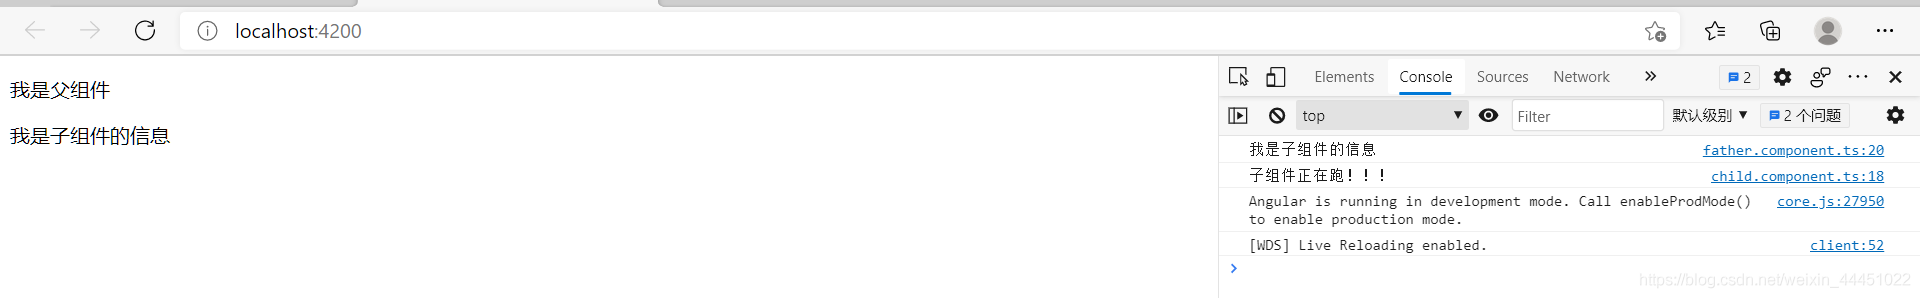 localhost:4200
我是父组件
我是子组件的信息
Elements Console Sources Network 2
top Filter 默认级别 2 个问题
我是子组件的信息 father.component.ts:20
子组件正在跑！！！ child.component.ts:18
Angular is running in development mode. Call enableProdMode() core.js:27950
to enable production mode.
[WDS] Live Reloading enabled. client:52
https://blog.csdn.net/weixin_44451022